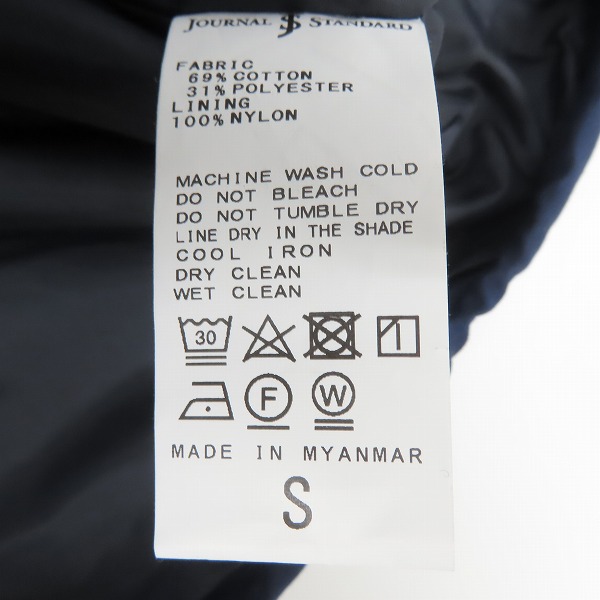 JOURNAL JS STANDARD
FABRIC
69% COTTON
31% POLYESTER
LINING
100% NYLON
MACHINE WASH COLD
DO NOT BLEACH
DO NOT TUMBLE DRY
LINE DRY IN THE SHADE
COOL IRON
DRY CLEAN
WET CLEAN
30
F W
MADE IN MYANMAR
S